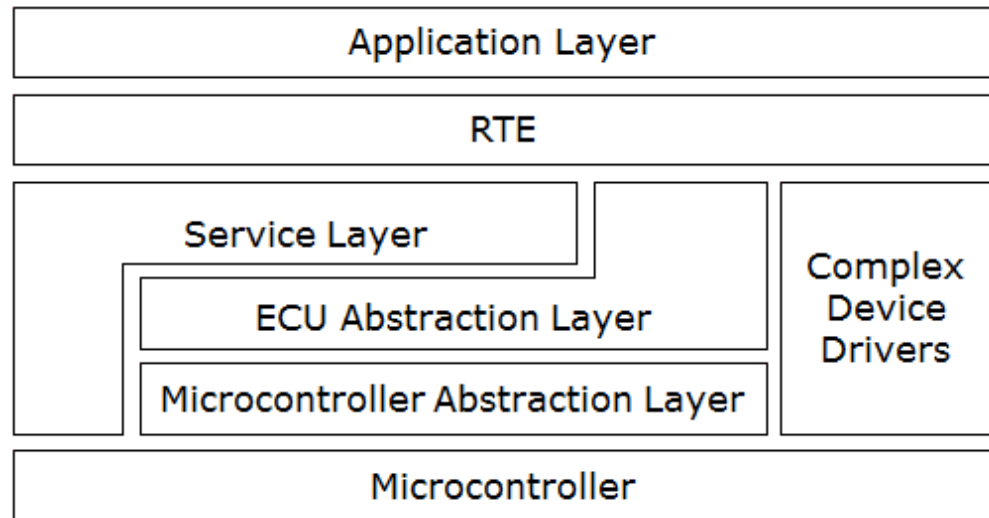 Application Layer
RTE
Service Layer
ECU Abstraction Layer
Microcontroller Abstraction Layer
Complex
Device
Drivers
Microcontroller